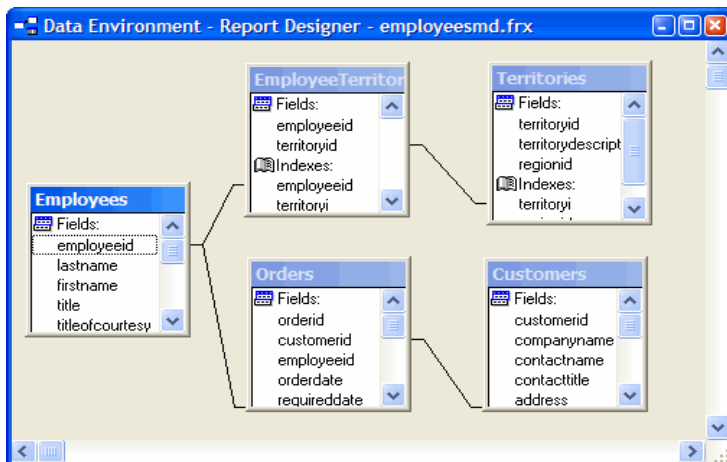 Data Environment - Report Designer - employeesmd.frx
Employees
Fields:
employeeid
lastname
firstname
title
titleofcourtesy
EmployeeTerritor
Fields:
employeeid
territoryid
Indexes:
employeeid
territoryi
Territories
Fields:
territoryid
territorydescript
regionid
Indexes:
territoryi
Orders
Fields:
orderid
customerid
employeeid
orderdate
requireddate
Customers
Fields:
customerid
companyname
contactname
contacttitle
address